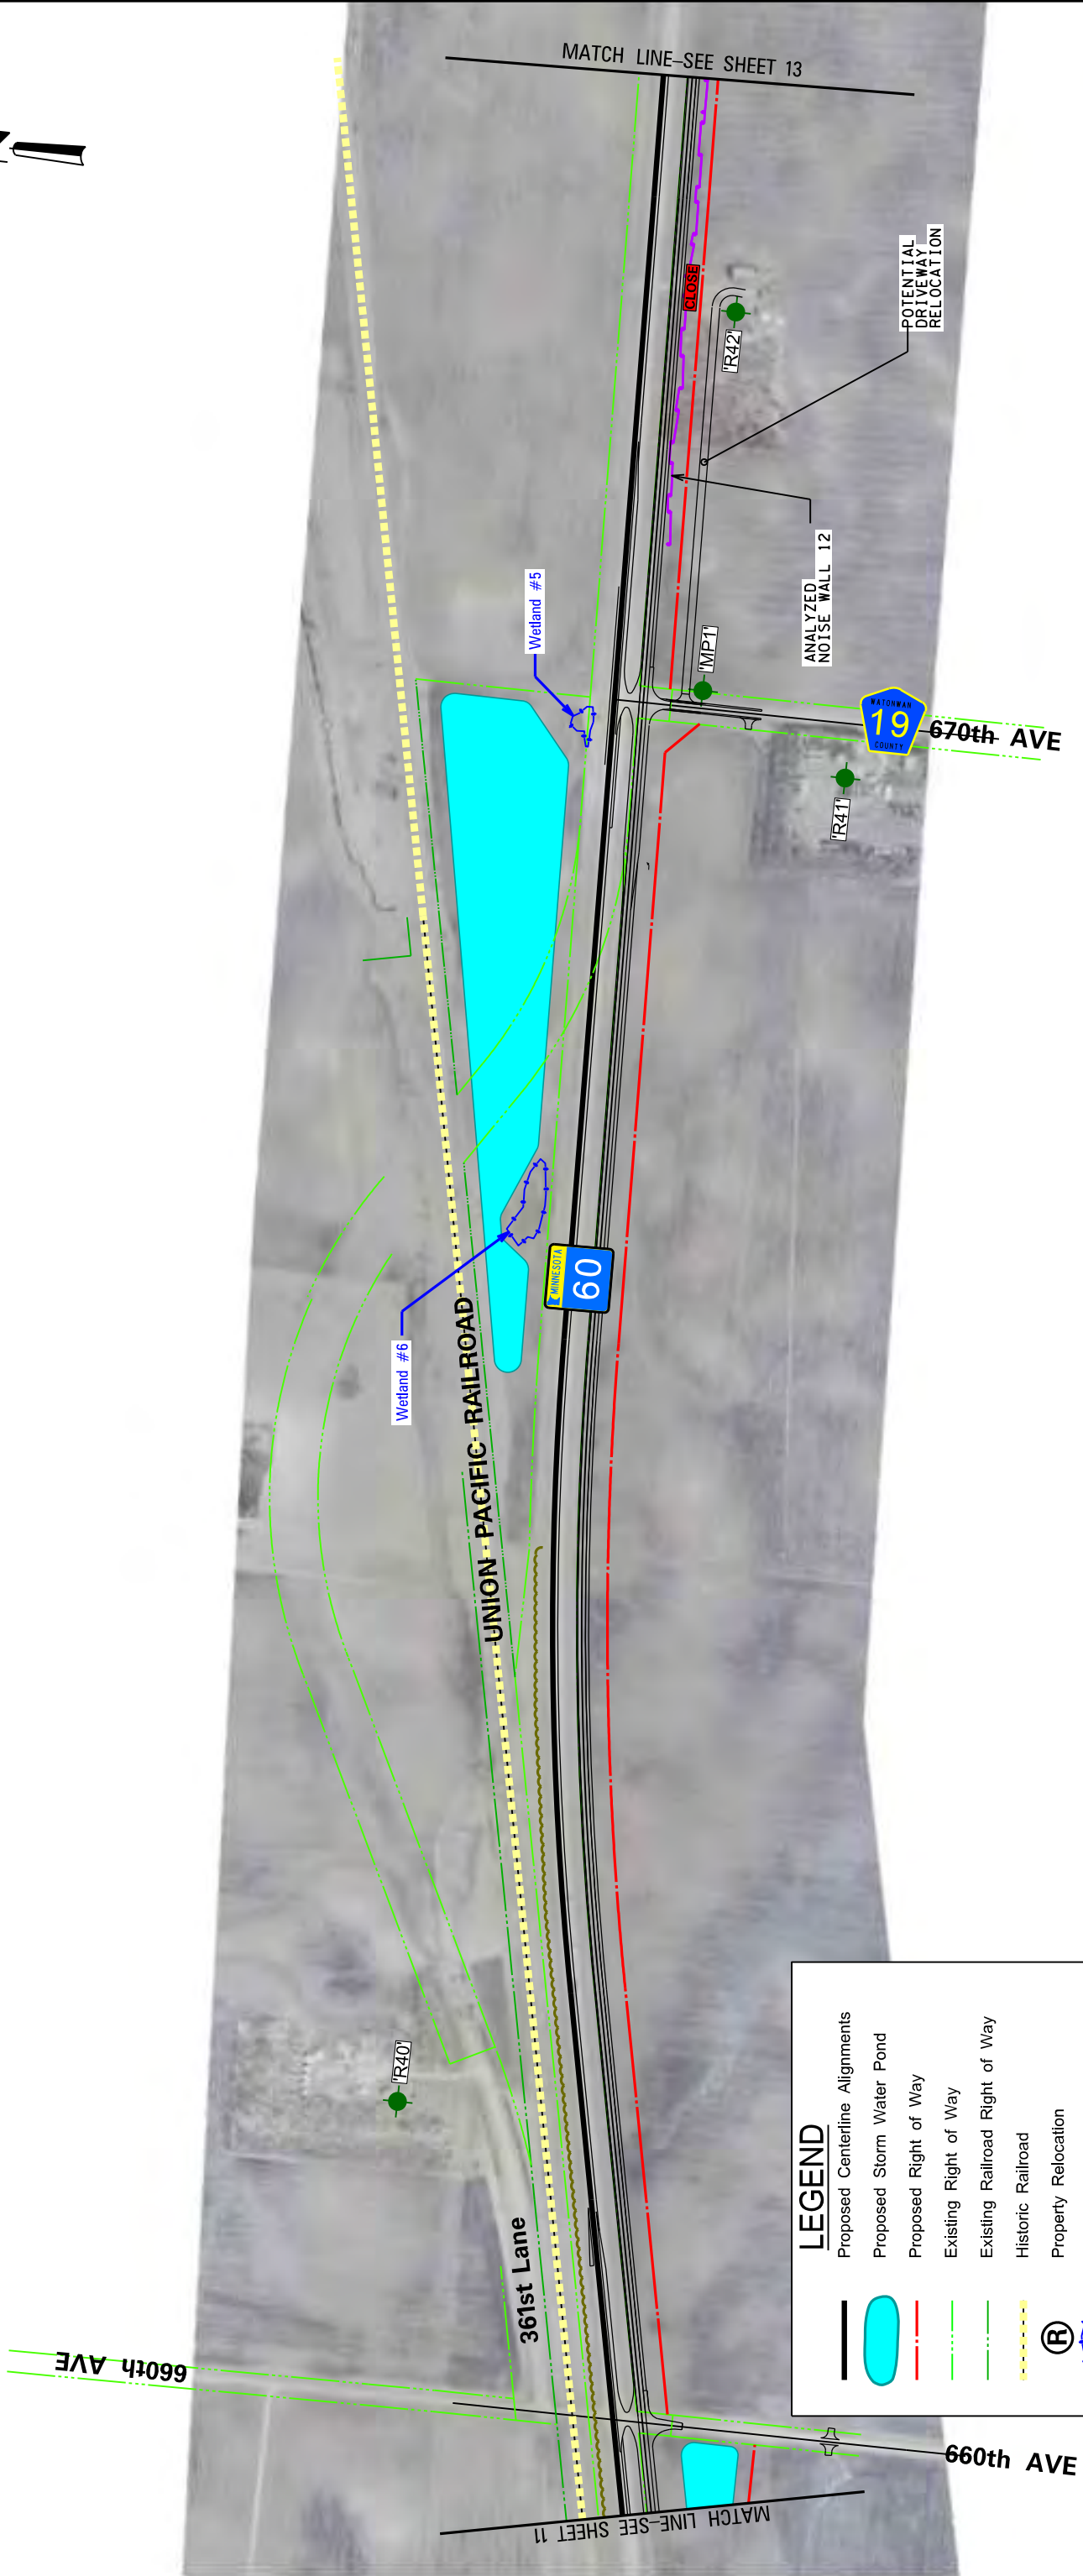 MATCH LINE-SEE SHEET 13
POTENTIAL
DRIVEWAY
RELOCATION
CLOSE
'R42'
ANALYZED
NOISE WALL 12
Wetland #5
'MP1'
WATONWAN
19
COUNTY
670th AVE
'R41'
MINNESOTA
60
Wetland #6
UNION PACIFIC RAILROAD
'R40'
361st Lane
660th AVE
660th AVE
MATCH LINE-SEE SHEET 11
LEGEND
Proposed Centerline Alignments
Proposed Storm Water Pond
Proposed Right of Way
Existing Right of Way
Existing Railroad Right of Way
Historic Railroad
R Property Relocation